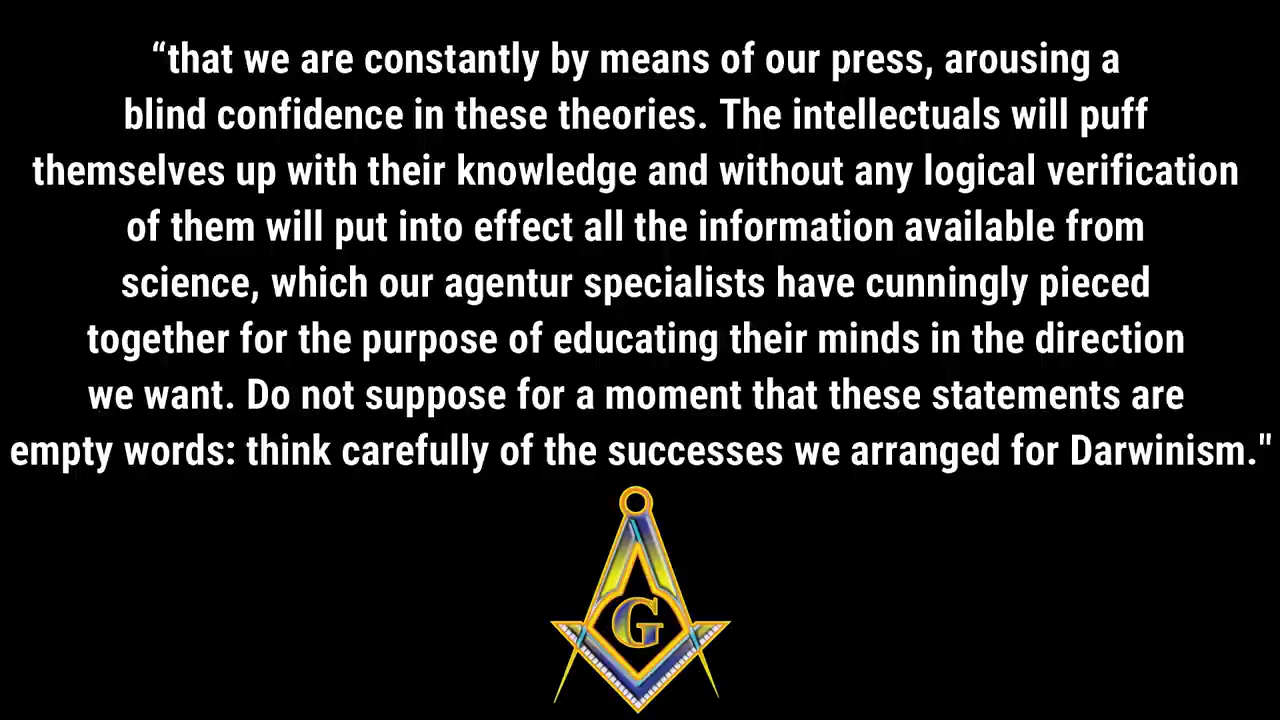 “that we are constantly by means of our press, arousing a
blind confidence in these theories. The intellectuals will puff
themselves up with their knowledge and without any logical verification
of them will put into effect all the information available from
science, which our agentur specialists have cunningly pieced
together for the purpose of educating their minds in the direction
we want. Do not suppose for a moment that these statements are
empty words: think carefully of the successes we arranged for Darwinism."
G